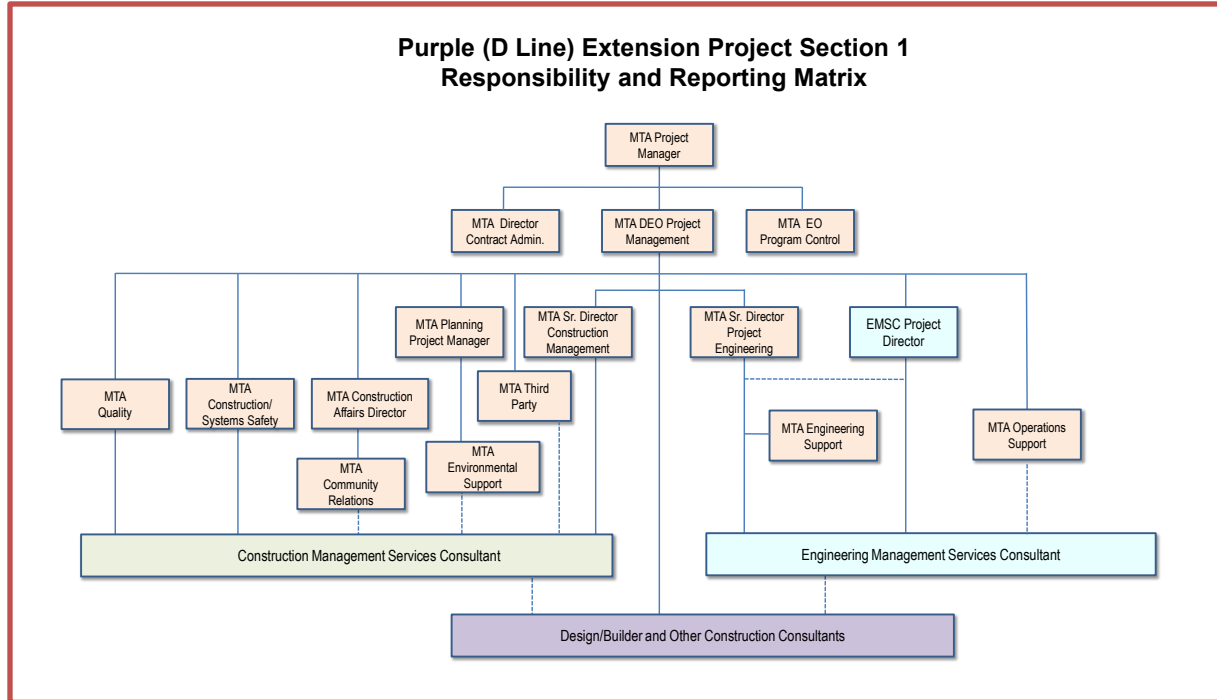 Purple (D Line) Extension Project Section 1
Responsibility and Reporting Matrix
MTA Project
Manager
MTA Director
Contract Admin.
MTA DEO Project
Management
MTA EO
Program Control
MTA Planning
Project Manager
MTA Sr. Director
Construction
Management
MTA Sr. Director
Project
Engineering
EMSC Project
Director
MTA
Quality
MTA
Construction/
Systems Safety
MTA Construction
Affairs Director
MTA Third
Party
MTA Engineering
Support
MTA Operations
Support
MTA
Community
Relations
MTA
Environmental
Support
Construction Management Services Consultant
Engineering Management Services Consultant
Design/Builder and Other Construction Consultants